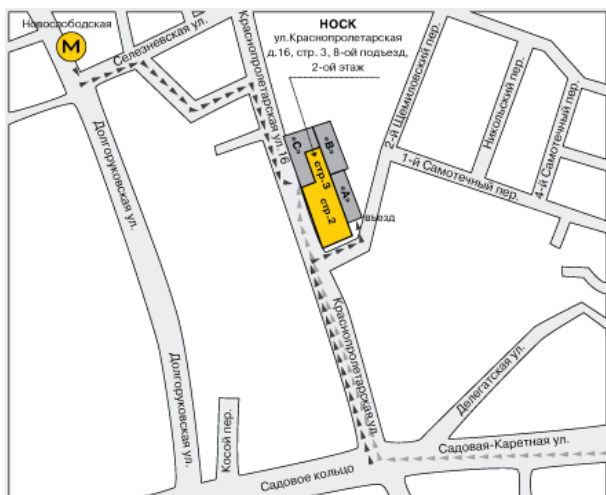 Новослободская
М
Селезневская ул.
Краснопролетарская ул. 16
НОСК
ул.Краснопролетарская
д.16, стр. 3, 8-ой подъезд,
2-ой этаж
2-й Щемиловский пер.
Никольский пер.
4-й Самотечный пер.
1-й Самотечный пер.
Долгоруковская ул.
«С»
«В»
стр.3
«А»
стр.2
въезд
Краснопролетарская ул.
Долгоруковская ул.
Косой пер.
Делегатская ул.
Садовая-Каретная ул.
Садовое кольцо